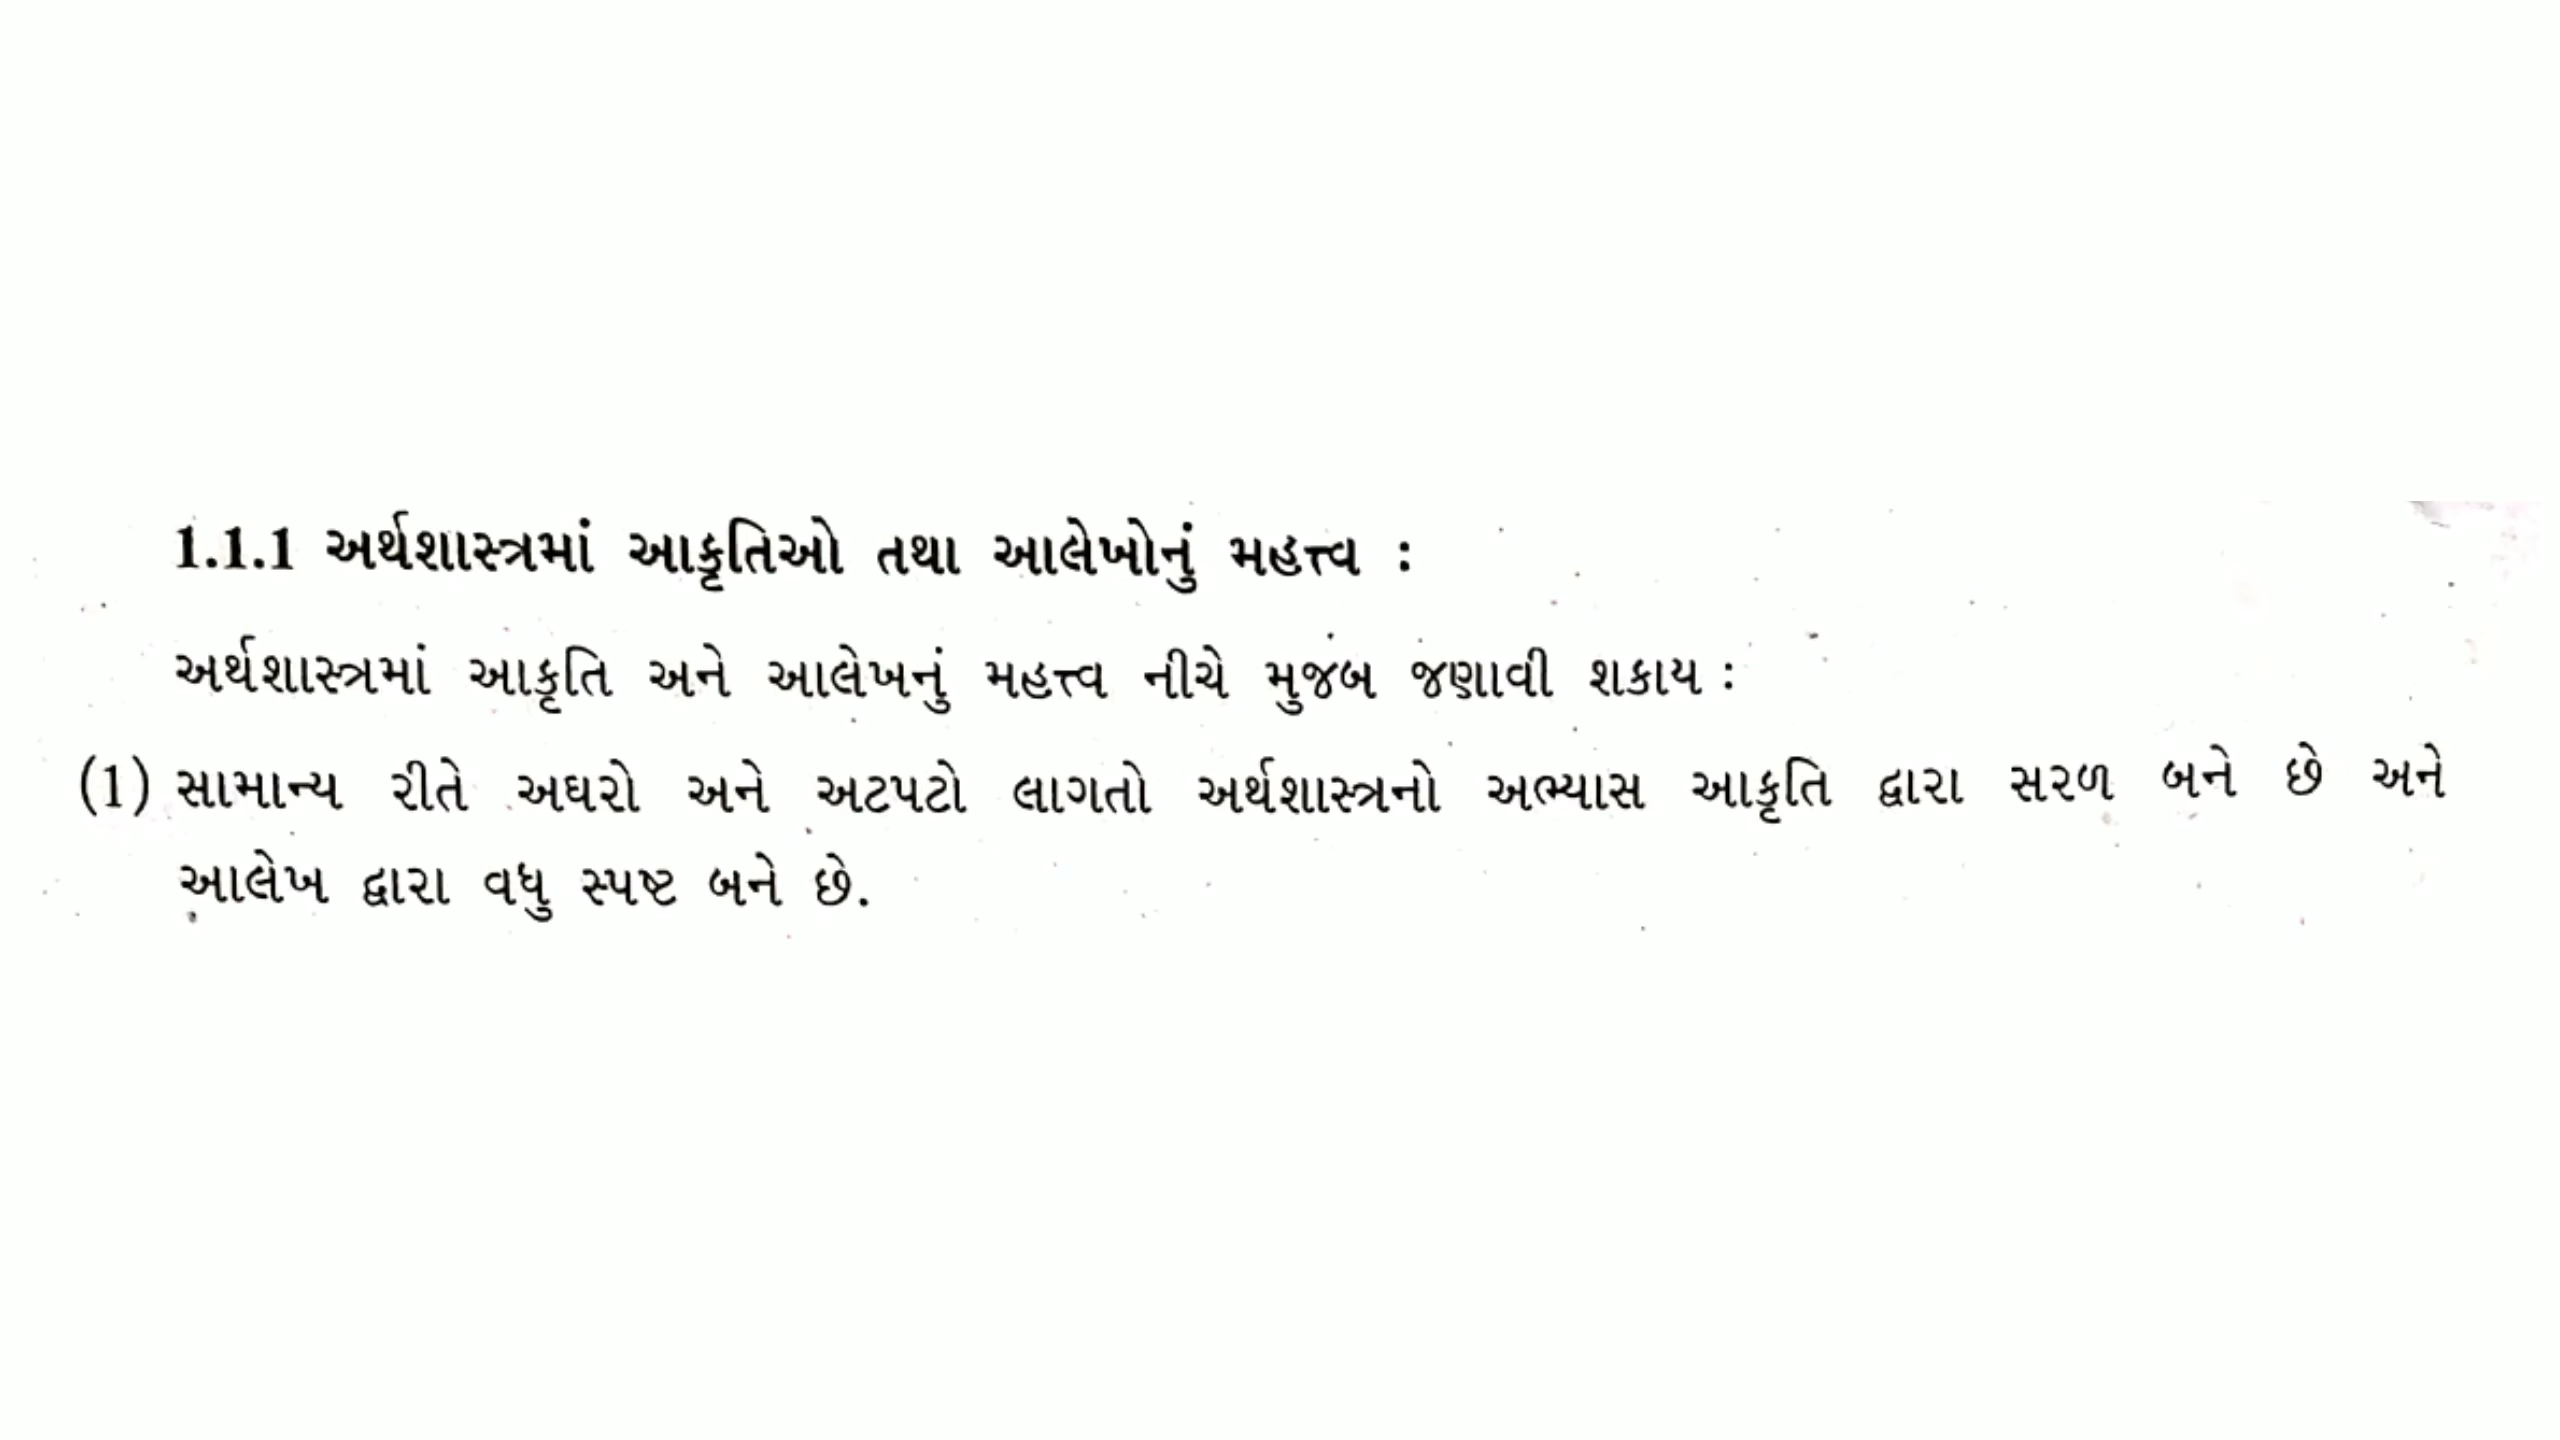 1.1.1 અર્થશાસ્ત્રમાં આકૃતિઓ તથા આલેખોનું મહત્ત્વ :
અર્થશાસ્ત્રમાં આકૃતિ અને આલેખનું મહત્ત્વ નીચે મુજબ જણાવી શકાય :
(1) સામાન્ય રીતે અઘરો અને અટપટો લાગતો અર્થશાસ્ત્રનો અભ્યાસ આકૃતિ દ્વારા સરળ બને છે અને
આલેખ દ્વારા વધુ સ્પષ્ટ બને છે.